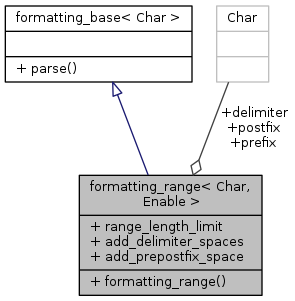 formatting_base< Char >
+ parse()
Char
+delimiter
+postfix
+prefix
formatting_range< Char,
Enable >
+ range_length_limit
+ add_delimiter_spaces
+ add_prepostfix_space
+ formatting_range()